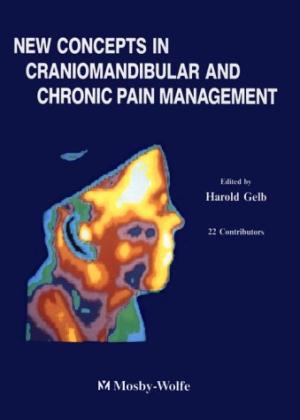 NEW CONCEPTS IN
CRANIOMANDIBULAR AND
CHRONIC PAIN MANAGEMENT
Edited by
Harold Gelb
22 Contributors
M Mosby-Wolfe